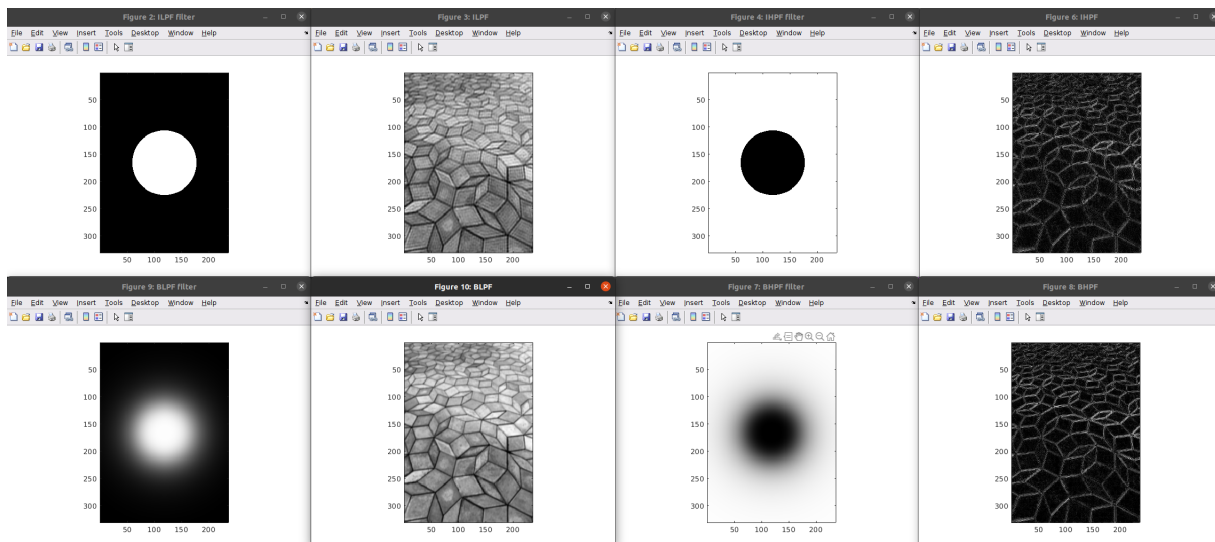 Figure 2: ILPF filter
File Edit View Insert Tools Desktop Window Help
50
100
150
200
250
300
50 100 150 200
Figure 3: ILPF
File Edit View Insert Tools Desktop Window Help
50
100
150
200
250
300
50 100 150 200
Figure 4: IHPF filter
File Edit View Insert Tools Desktop Window Help
50
100
150
200
250
300
50 100 150 200
Figure 6: IHPF
File Edit View Insert Tools Desktop Window Help
50
100
150
200
250
300
50 100 150 200
Figure 9: BLPF filter
File Edit View Insert Tools Desktop Window Help
50
100
150
200
250
300
50 100 150 200
Figure 10: BLPF
File Edit View Insert Tools Desktop Window Help
50
100
150
200
250
300
50 100 150 200
Figure 7: BHPF filter
File Edit View Insert Tools Desktop Window Help
50
100
150
200
250
300
50 100 150 200
Figure 8: BHPF
File Edit View Insert Tools Desktop Window Help
50
100
150
200
250
300
50 100 150 200